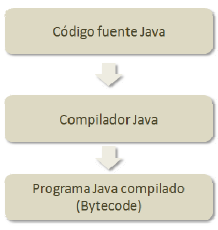 Código fuente Java
Compilador Java
Programa Java compilado
(Bytecode)